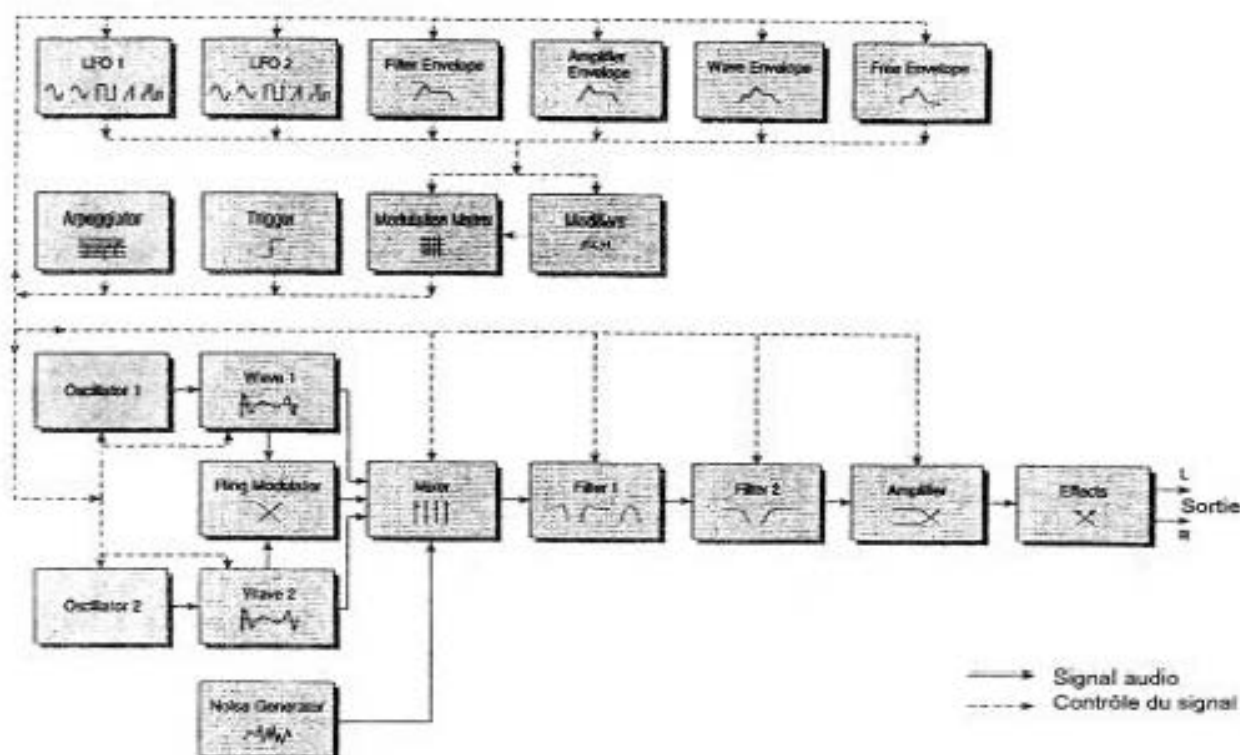 LFO 1
LFO 2
Filter Envelope
Amplifier
Envelope
Wave Envelope
Free Envelope
Arpeggiator
Trigger
Modulation Matrix
Modifiers
Oscillator 1
Wave 1
Ring Modulator
Mixer
Filter 1
Filter 2
Amplifier
Effects
L
Sortie
R
Oscillator 2
Wave 2
Noise Generator
Signal audio
Contrôle du signal